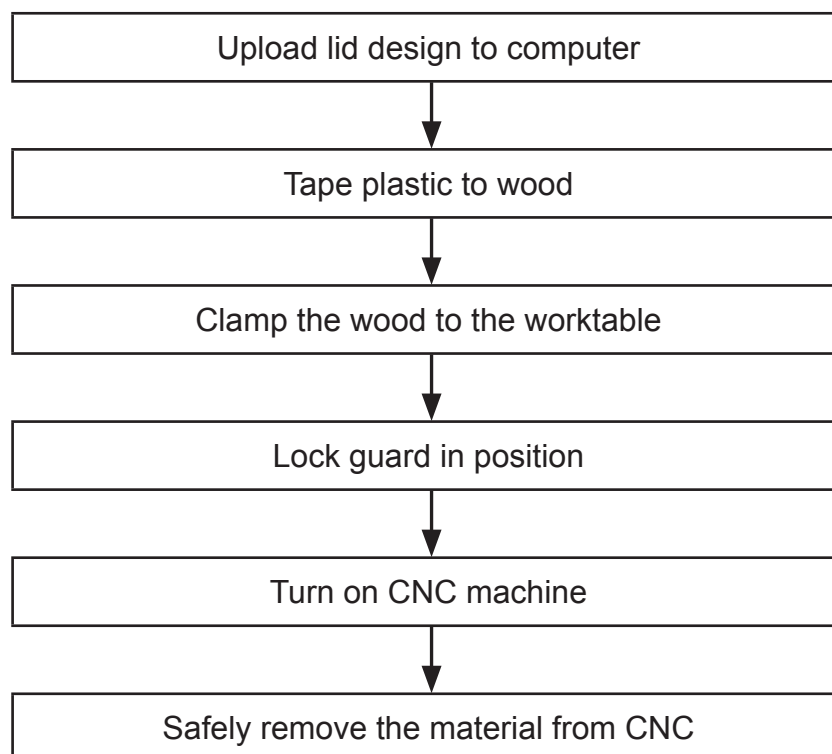 Upload lid design to computer
Tape plastic to wood
Clamp the wood to the worktable
Lock guard in position
Turn on CNC machine
Safely remove the material from CNC